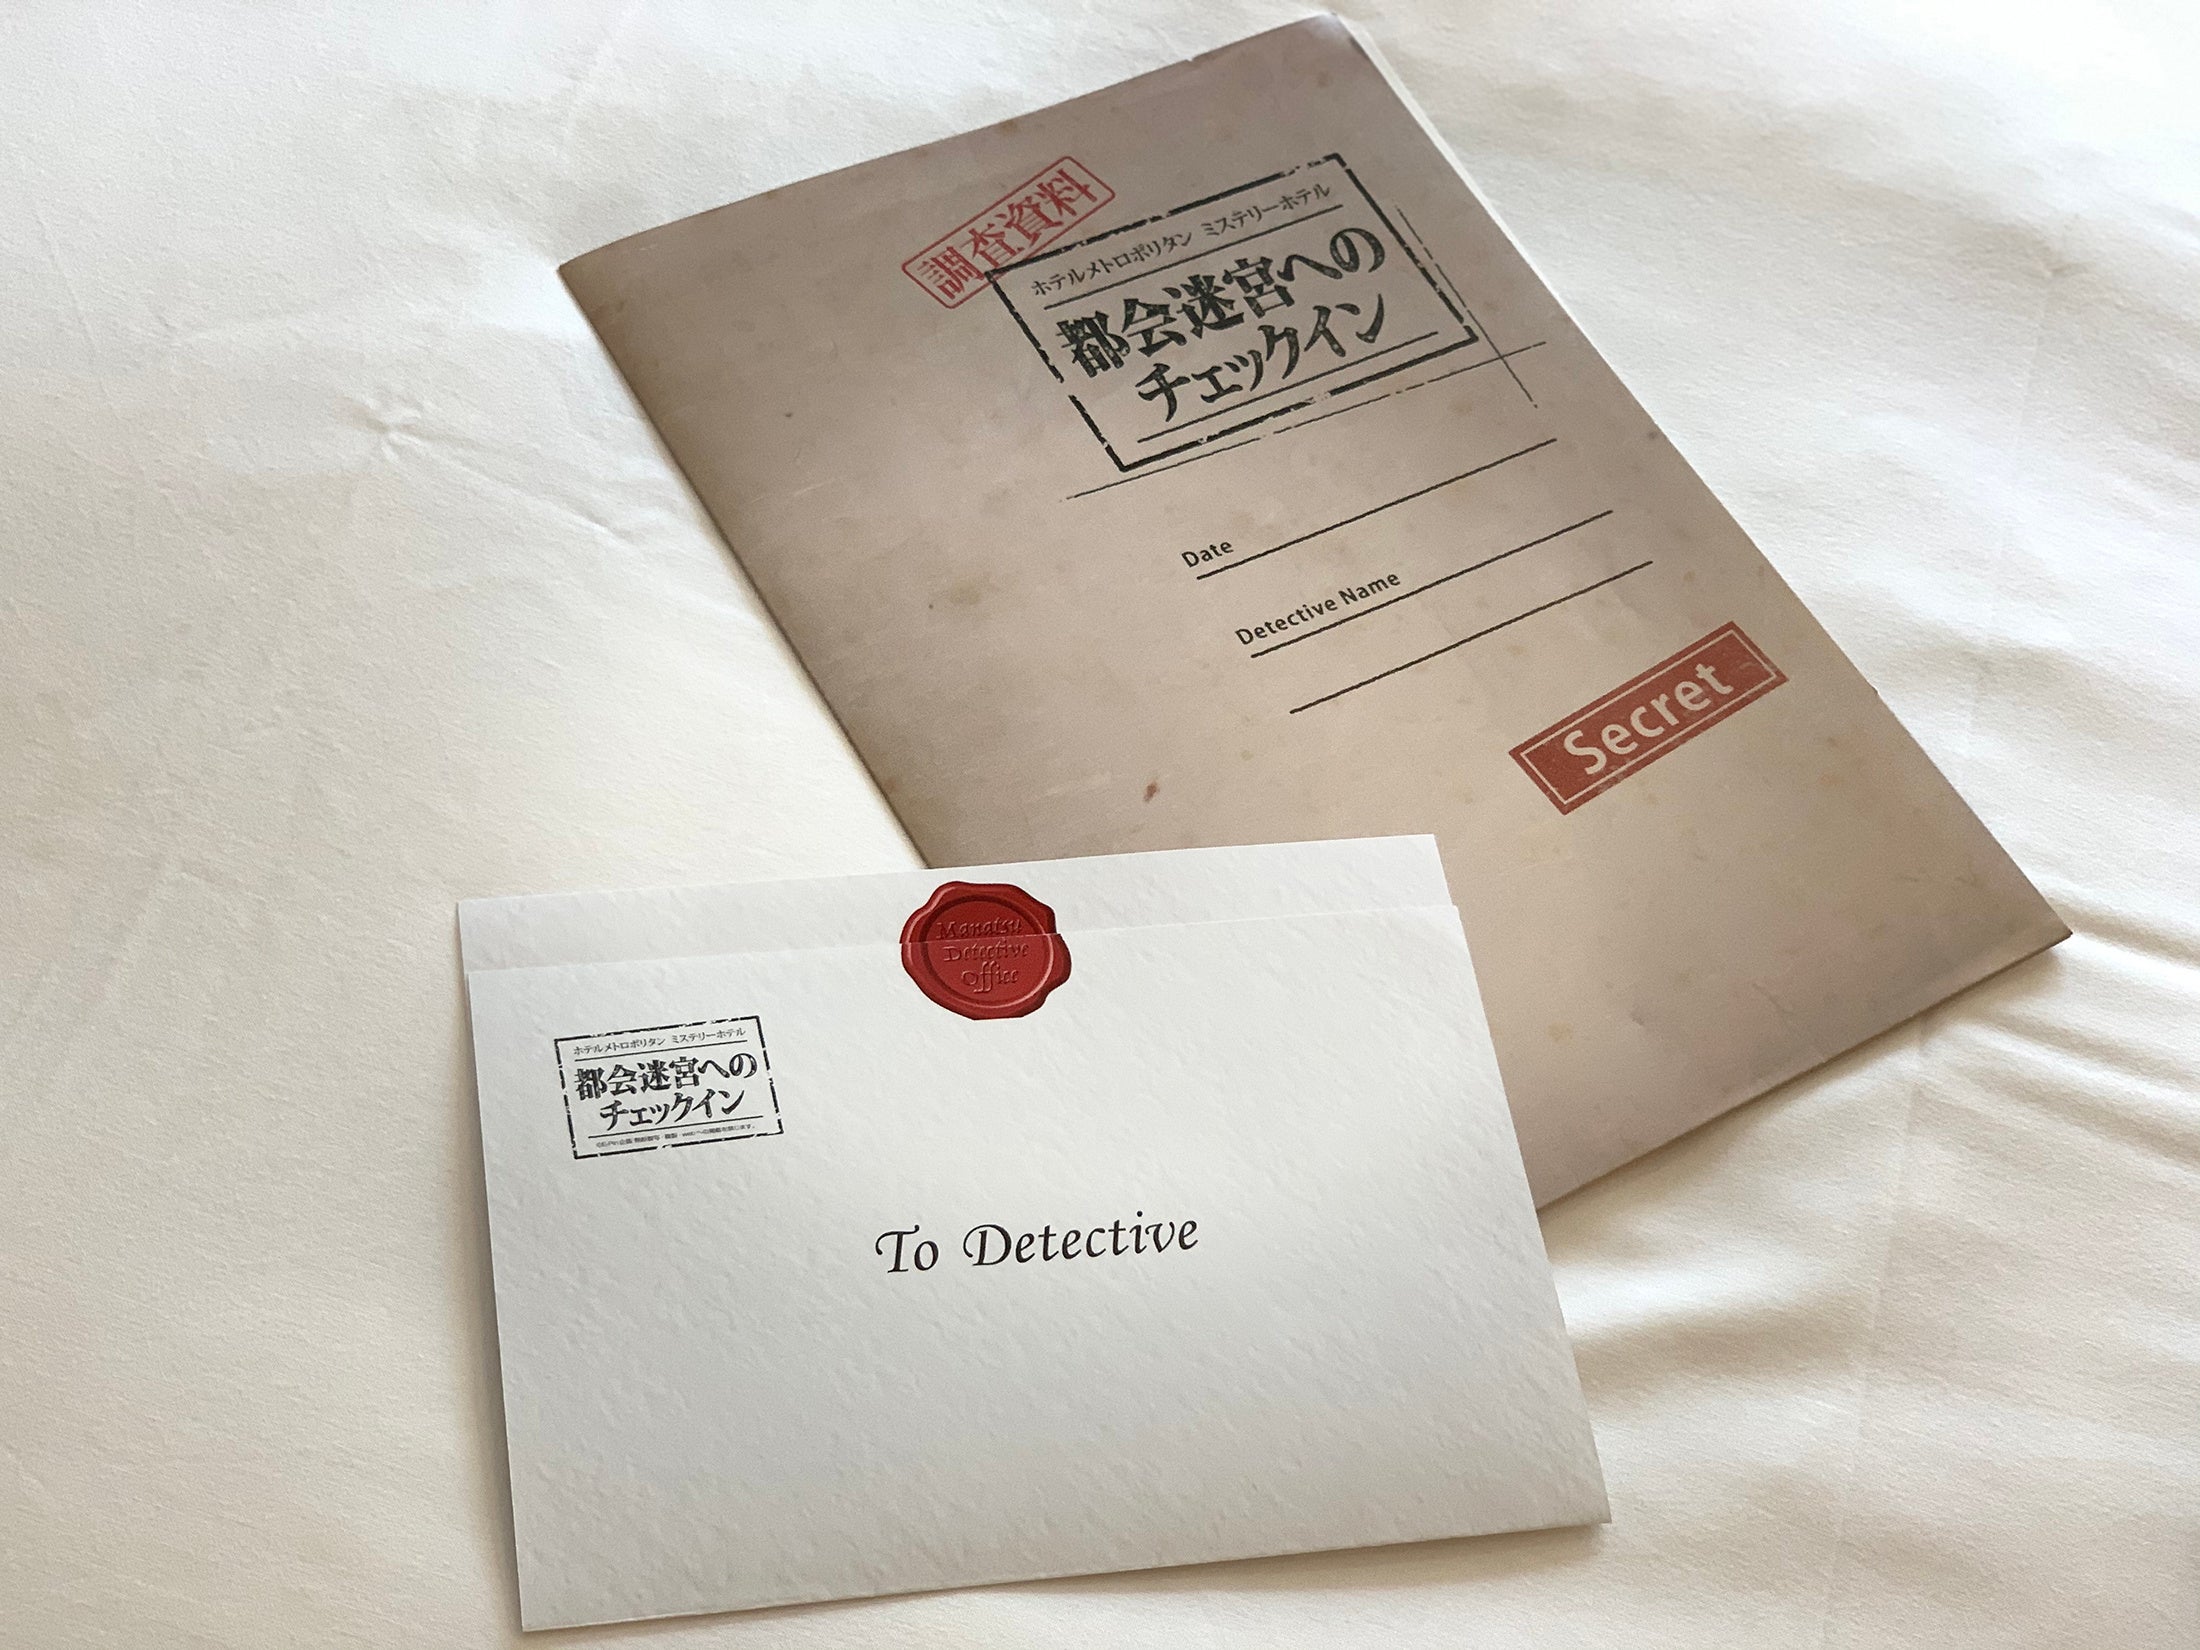 調査資料
ホテルメトロポリタン ミステリーホテル
都会迷宮への
チェックイン
Date
Detective Name
Secret
Manatsu
Detective
Office
ホテルメトロポリタン ミステリーホテル
都会迷宮への
チェックイン
To Detective